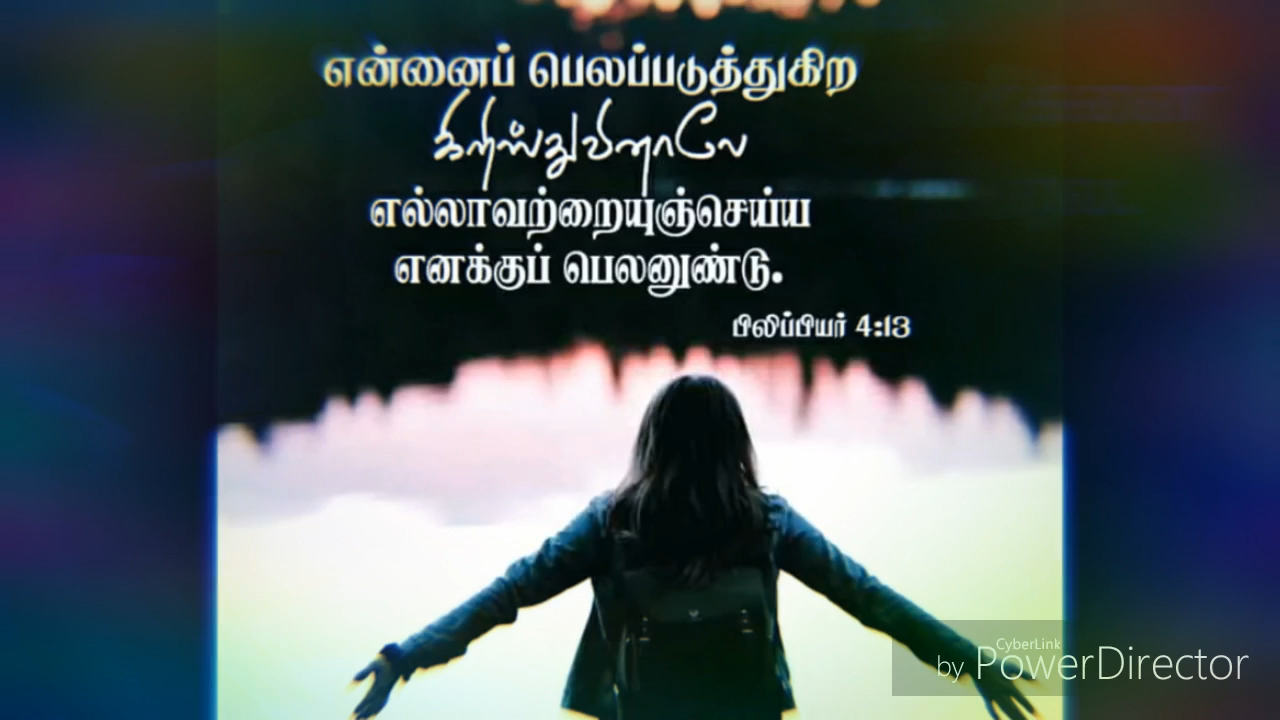 என்னைப் பெலப்படுத்துகிற
கிறிஸ்துவினாலே
எல்லாவற்றையுஞ்செய்ய
எனக்குப் பெலனுண்டு.
பிலிப்பியர் 4:13
CyberLink
by PowerDirector